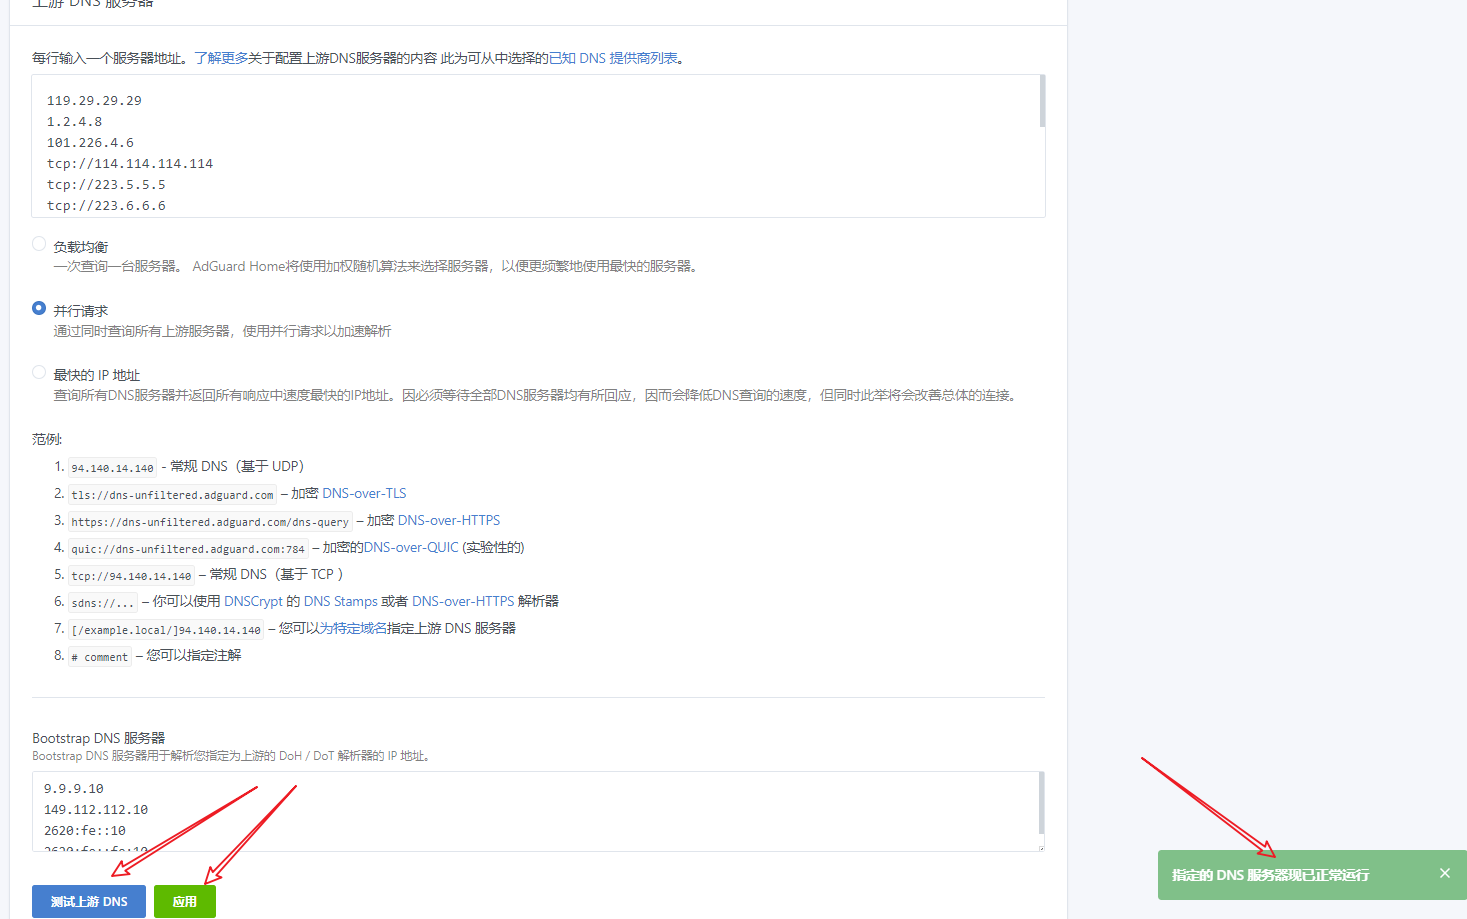 上游 DNS 服务器
每行输入一个服务器地址。了解更多关于配置上游DNS服务器的内容 此为可从中选择的已知 DNS 提供商列表。
119.29.29.29
1.2.4.8
101.226.4.6
tcp://114.114.114.114
tcp://223.5.5.5
tcp://223.6.6.6
负载均衡
一次查询一台服务器。 AdGuard Home将使用加权随机算法来选择服务器，以便更频繁地使用最快的服务器。
并行请求
通过同时查询所有上游服务器，使用并行请求以加速解析
最快的 IP 地址
查询所有DNS服务器并返回所有响应中速度最快的IP地址。因必须等待全部DNS服务器均有所回应，因而会降低DNS查询的速度，但同时此举将会改善总体的连接。
范例:
1. 94.140.14.140 - 常规 DNS（基于 UDP）
2. tls://dns-unfiltered.adguard.com – 加密 DNS-over-TLS
3. https://dns-unfiltered.adguard.com/dns-query – 加密 DNS-over-HTTPS
4. quic://dns-unfiltered.adguard.com:784 – 加密的DNS-over-QUIC (实验性的)
5. tcp://94.140.14.140 – 常规 DNS（基于 TCP ）
6. sdns://... – 你可以使用 DNSCrypt 的 DNS Stamps 或者 DNS-over-HTTPS 解析器
7. [/example.local/]94.140.14.140 – 您可以为特定域名指定上游 DNS 服务器
8. # comment – 您可以指定注解
Bootstrap DNS 服务器
Bootstrap DNS 服务器用于解析您指定为上游的 DoH / DoT 解析器的 IP 地址。
9.9.9.10
149.112.112.10
2620:fe::10
2620:fe::fe:10
测试上游 DNS
应用
指定的 DNS 服务器现已正常运行